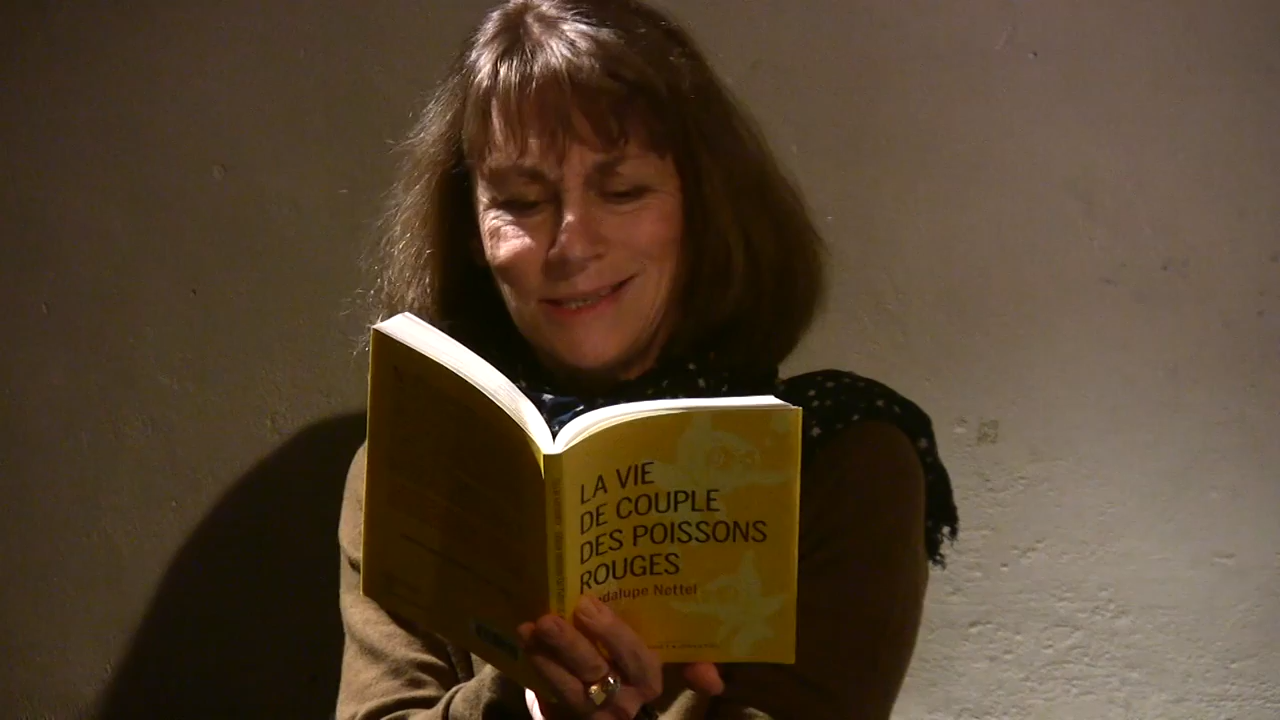 LA VIE
DE COUPLE
DES POISSONS
ROUGES
dalupe Nettel